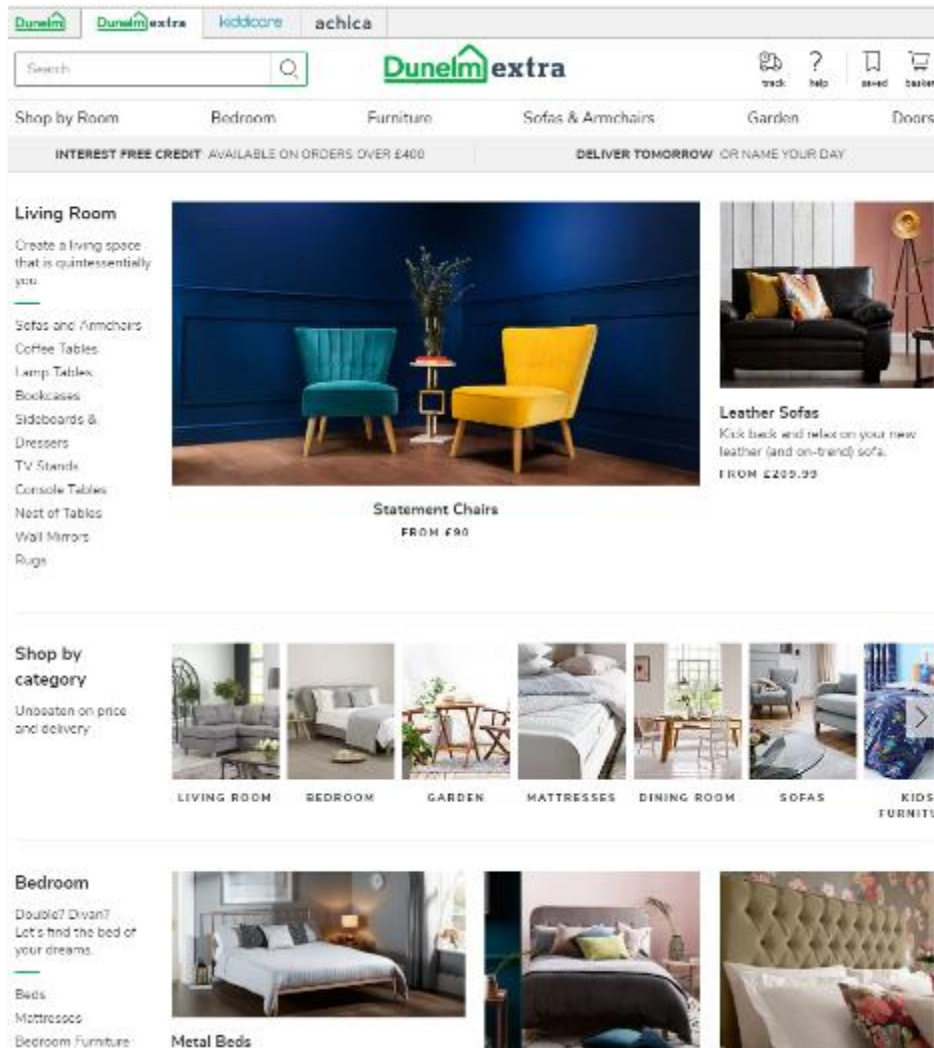 Dunelm
Dunelm extra
kiddicare
achica
Search
Dunelm extra
track
help
saved
basket
Shop by Room
Bedroom
Furniture
Sofas & Armchairs
Garden
Doors
INTEREST FREE CREDIT AVAILABLE ON ORDERS OVER £400
DELIVER TOMORROW OR NAME YOUR DAY
Living Room
Create a living space
that is quintessentially
you.
Sofas and Armchairs
Coffee Tables
Lamp Tables
Bookcases
Sideboards &
Dressers
TV Stands
Console Tables
Nest of Tables
Wall Mirrors
Rugs
Statement Chairs
FROM £90
Leather Sofas
Kick back and relax on your new
leather (and on-trend) sofa.
FROM £209.99
Shop by
category
Unbeaten on price
and delivery
LIVING ROOM
BEDROOM
GARDEN
MATTRESSES
DINING ROOM
SOFAS
KIDS
FURNIT
Bedroom
Double? Divan?
Let's find the bed of
your dreams.
Beds
Mattresses
Bedroom Furniture
Metal Beds